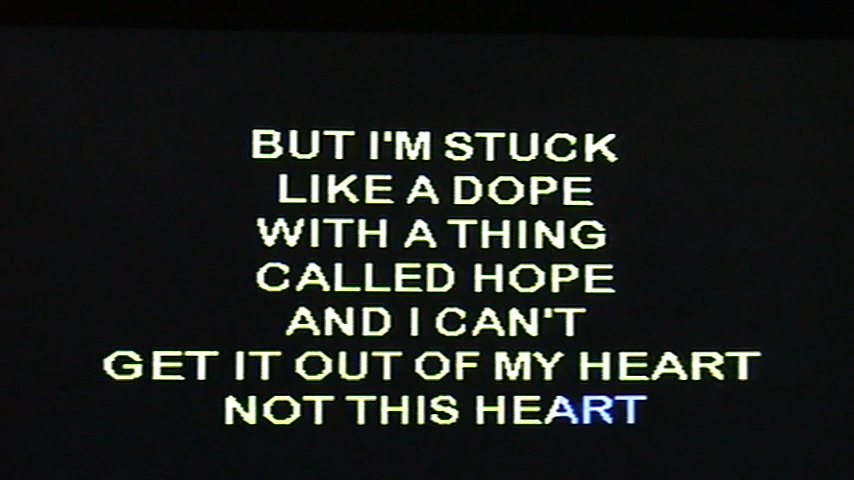 BUT I'M STUCK
LIKE A DOPE
WITH A THING
CALLED HOPE
AND I CAN'T
GET IT OUT OF MY HEART
NOT THIS HEART